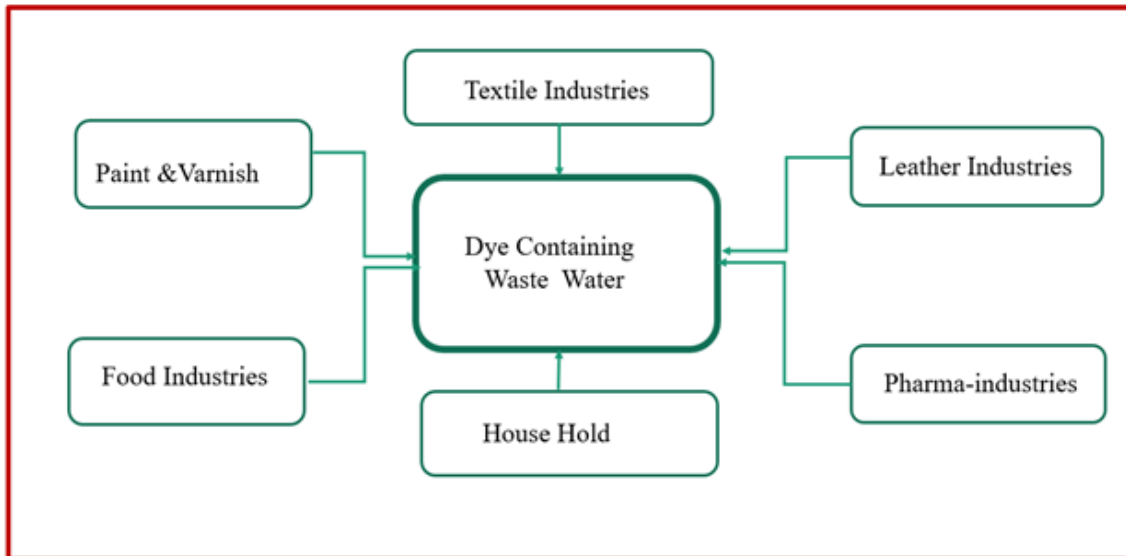 Textile Industries
Paint &Varnish
Leather Industries
Dye Containing
Waste Water
Food Industries
Pharma-industries
House Hold